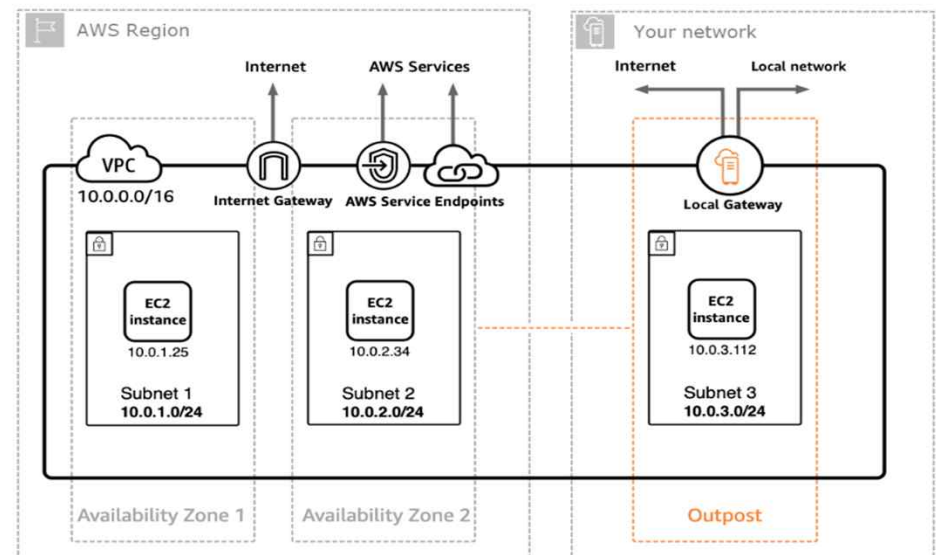 AWS Region
Your network
Internet
AWS Services
Internet
Local network
VPC
10.0.0.0/16
Internet Gateway
AWS Service Endpoints
Local Gateway
EC2
instance
10.0.1.25
Subnet 1
10.0.1.0/24
EC2
instance
10.0.2.34
Subnet 2
10.0.2.0/24
EC2
instance
10.0.3.112
Subnet 3
10.0.3.0/24
Availability Zone 1
Availability Zone 2
Outpost